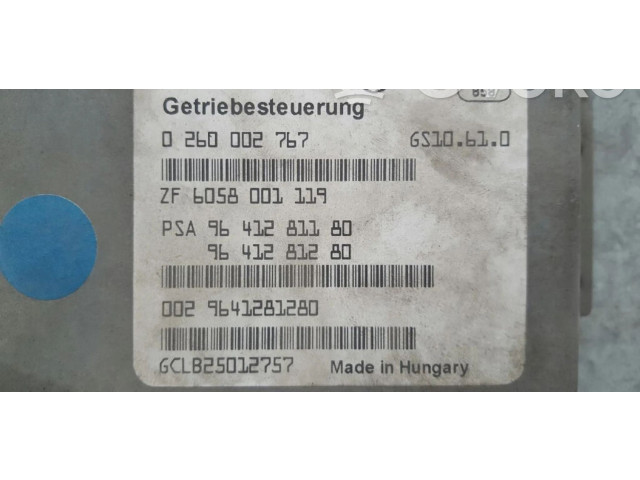 Getriebesteuerung
0 260 002 767 GS10.61.0
ZF 6058 001 119
PSA 96 412 811 80
96 412 812 80
002 9641281280
GCLB25012757 Made in Hungary